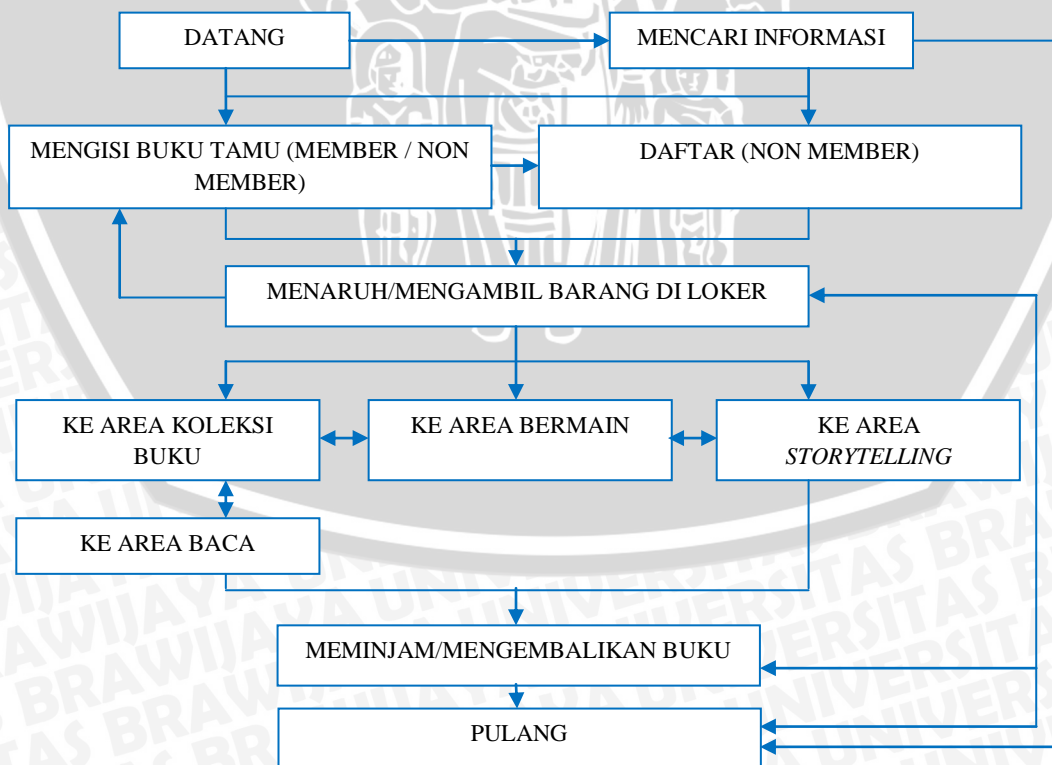 DATANG
MENCARI INFORMASI
MENGISI BUKU TAMU (MEMBER / NON
MEMBER)
DAFTAR (NON MEMBER)
MENARUH/MENGAMBIL BARANG DI LOKER
KE AREA KOLEKSI
BUKU
KE AREA BERMAIN
KE AREA
STORYTELLING
KE AREA BACA
MEMINJAM/MENGEMBALIKAN BUKU
PULANG